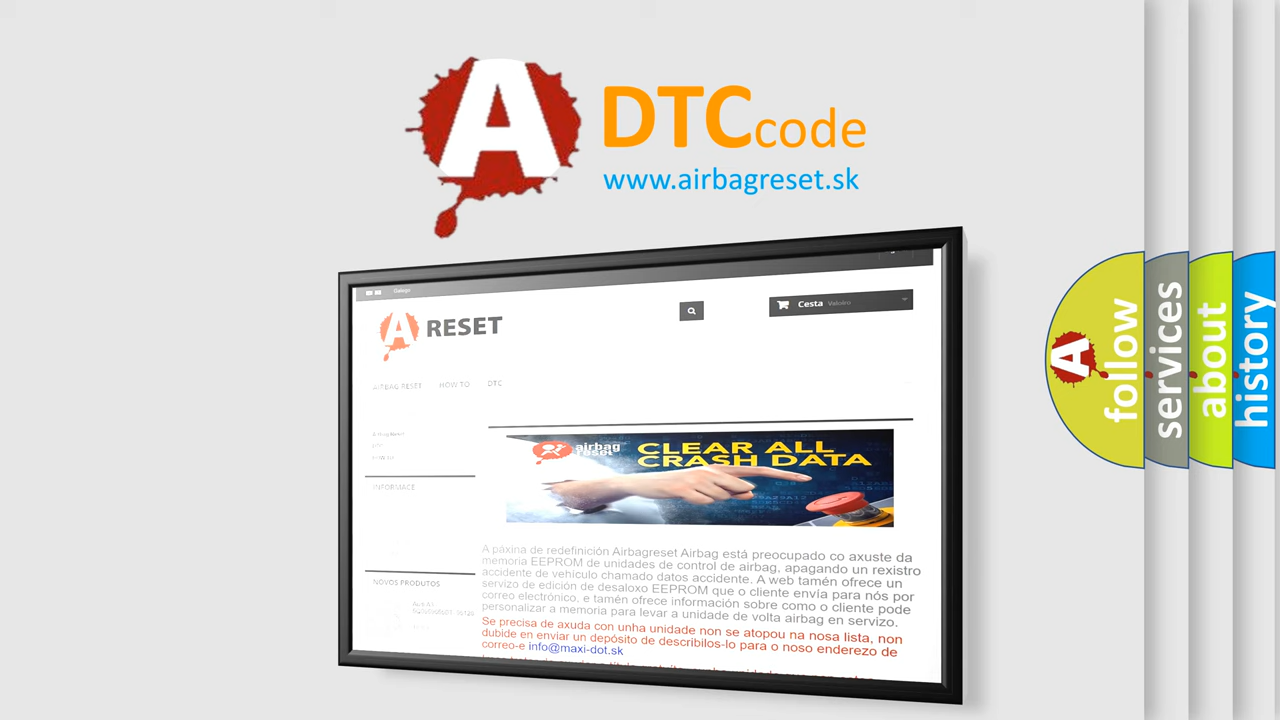 A
DTC code
www.airbagreset.sk
Galego
A RESET
Cesta Valeiro
AIRBAG RESET HOW TO DTC
INFORMACE
airbag
reset
CLEAR ALL
CRASH DATA
A páxina de redefinición Airbagreset Airbag está preocupado co axuste da
memoria EEPROM de unidades de control de airbag, apagando un rexistro
accidente de vehículo chamado datos accidente. A web tamén ofrece un
servizo de edición de desaloxo EEPROM que o cliente envía para nós por
correo electrónico, e tamén ofrece información sobre como o cliente pode
personalizar a memoria para levar a unidade de volta airbag en servizo.
NOVOS PRODUTOS
Se precisa de axuda con unha unidade non se atopou na nosa lista, non
dubide en enviar un depósito de describilos-lo para o noso enderezo de
correo-e info@maxi-dot.sk
A
follow
services
about
history